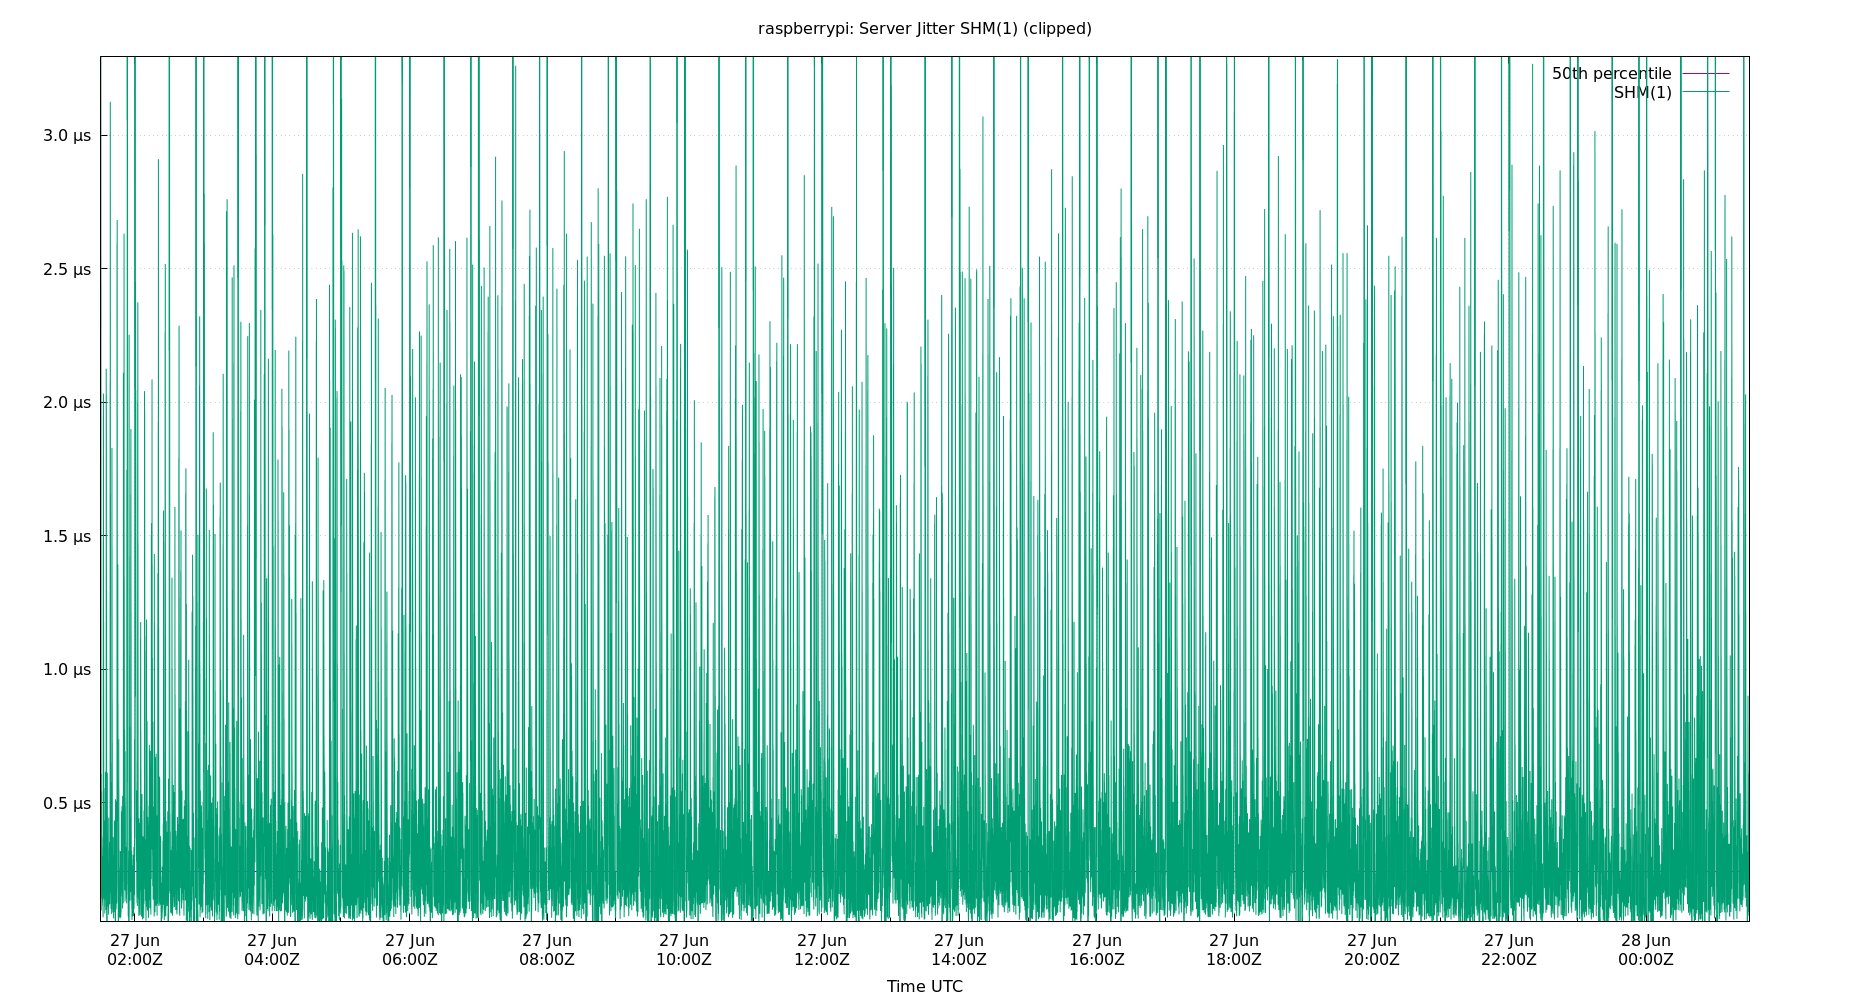 raspberrypi: Server Jitter SHM(1) (clipped)
50th percentile
SHM(1)
3.0 μs
2.5 μs
2.0 μs
1.5 μs
1.0 μs
0.5 μs
27 Jun 27 Jun 27 Jun 27 Jun 27 Jun 27 Jun 27 Jun 27 Jun 27 Jun 27 Jun 27 Jun 28 Jun
02:00Z 04:00Z 06:00Z 08:00Z 10:00Z 12:00Z 14:00Z 16:00Z 18:00Z 20:00Z 22:00Z 00:00Z
Time UTC